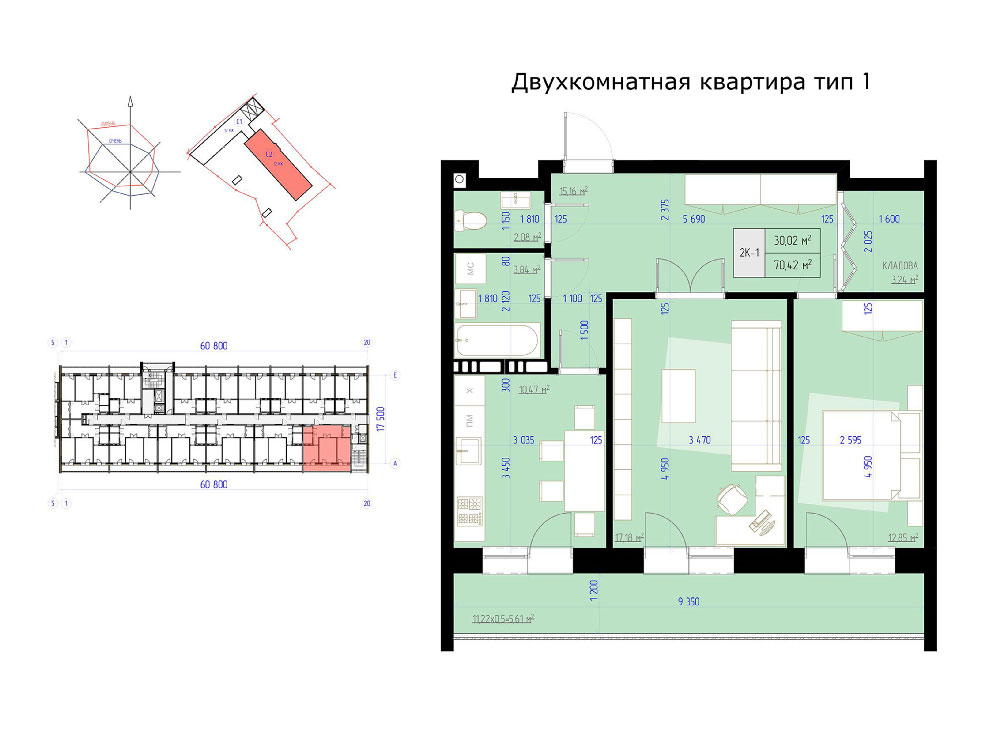 Двухкомнатная квартира тип 1
С1
С2
15,16 м²
2 375
5 690
125
1 600
2 025
КЛАДОВА
3,24 м²
1 150
1 810
125
2,08 м²
2К-1
30,02 м²
70,42 м²
МС
3,84 м²
80
1 810
2 120
125
1 100
125
1 500
125
125
300
10,47 м²
Х
ПМ
3 035
125
3 450
3 470
4 950
17,18 м²
125
2 595
4 950
12,85 м²
1 200
9 350
11,22х0,5=5,61 м²
Б 1
60 800
20
Е
17 500
А
60 800
Б 1
20